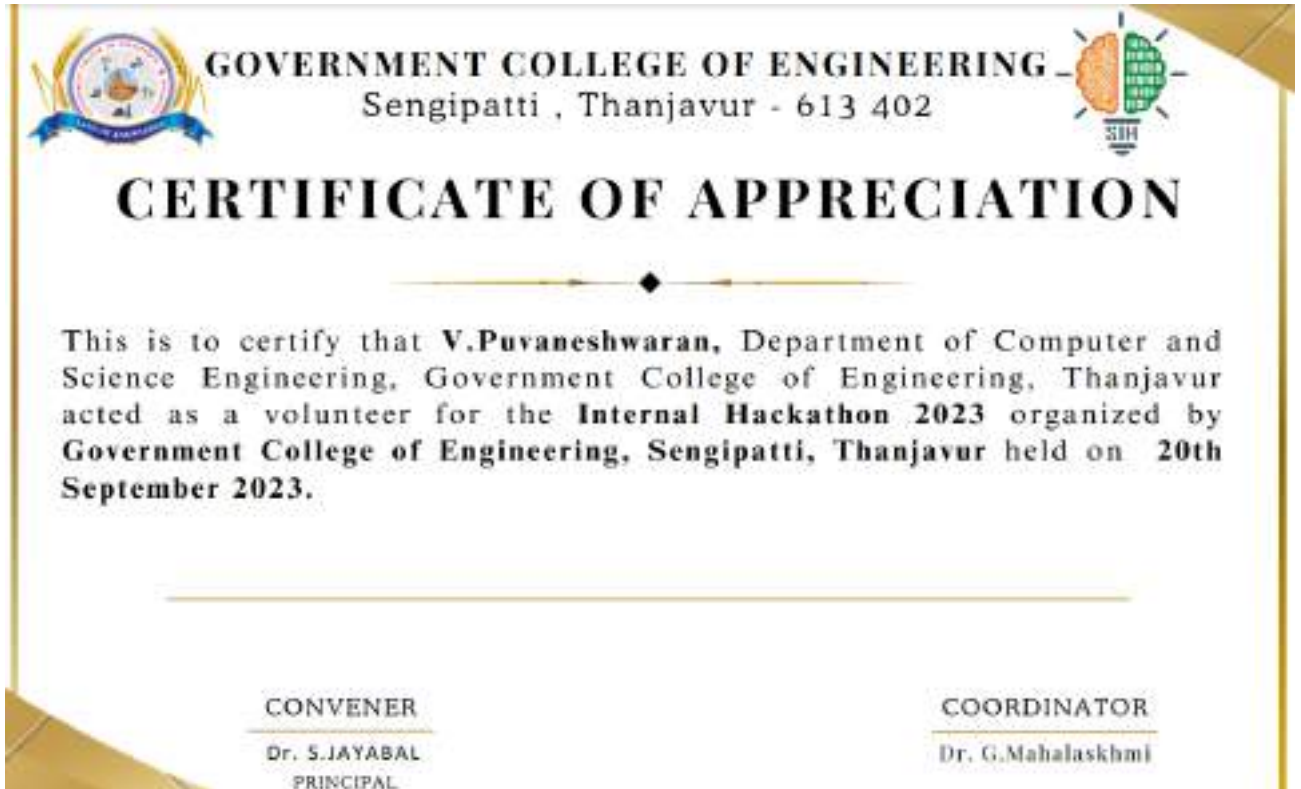 GOVERNMENT COLLEGE OF ENGINEERING
Sengipatti , Thanjavur - 613 402
SIH
CERTIFICATE OF APPRECIATION
This is to certify that V.Puvaneshwaran, Department of Computer and
Science Engineering, Government College of Engineering, Thanjavur
acted as a volunteer for the Internal Hackathon 2023 organized by
Government College of Engineering, Sengipatti, Thanjavur held on 20th
September 2023.
CONVENER
Dr. S.JAYABAL
PRINCIPAL
COORDINATOR
Dr. G.Mahalaskhmi